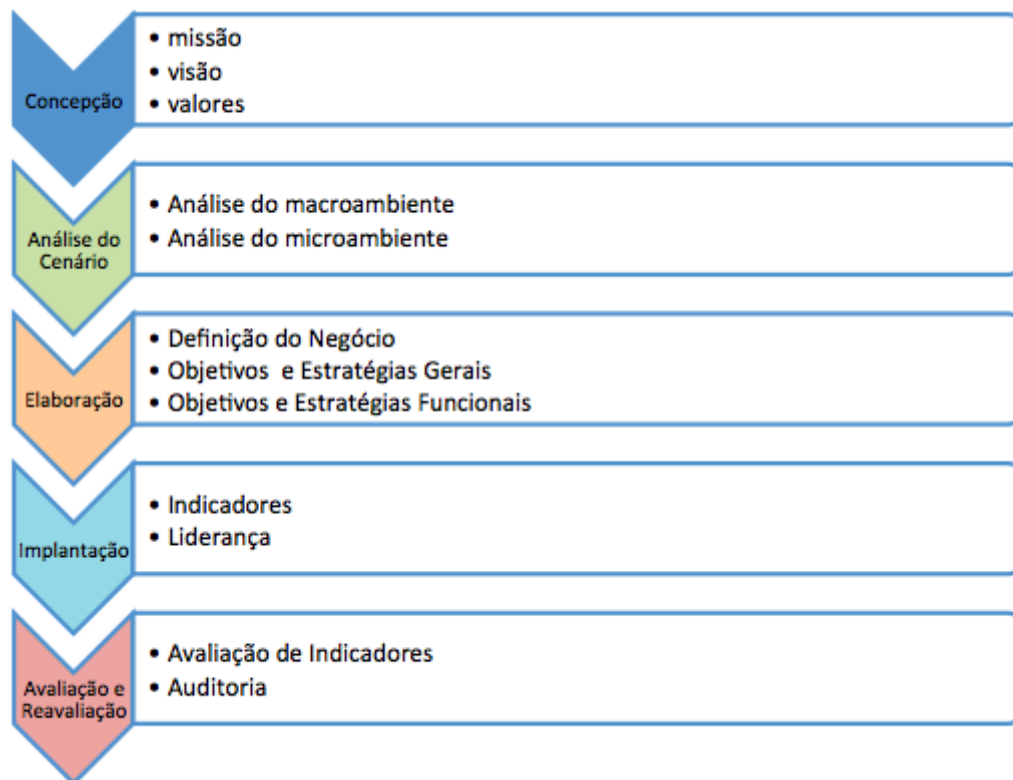 Concepção
• missão
• visão
• valores
Análise do
Cenário
• Análise do macroambiente
• Análise do microambiente
Elaboração
• Definição do Negócio
• Objetivos e Estratégias Gerais
• Objetivos e Estratégias Funcionais
Implantação
• Indicadores
• Liderança
Avaliação e
Reavaliação
• Avaliação de Indicadores
• Auditoria